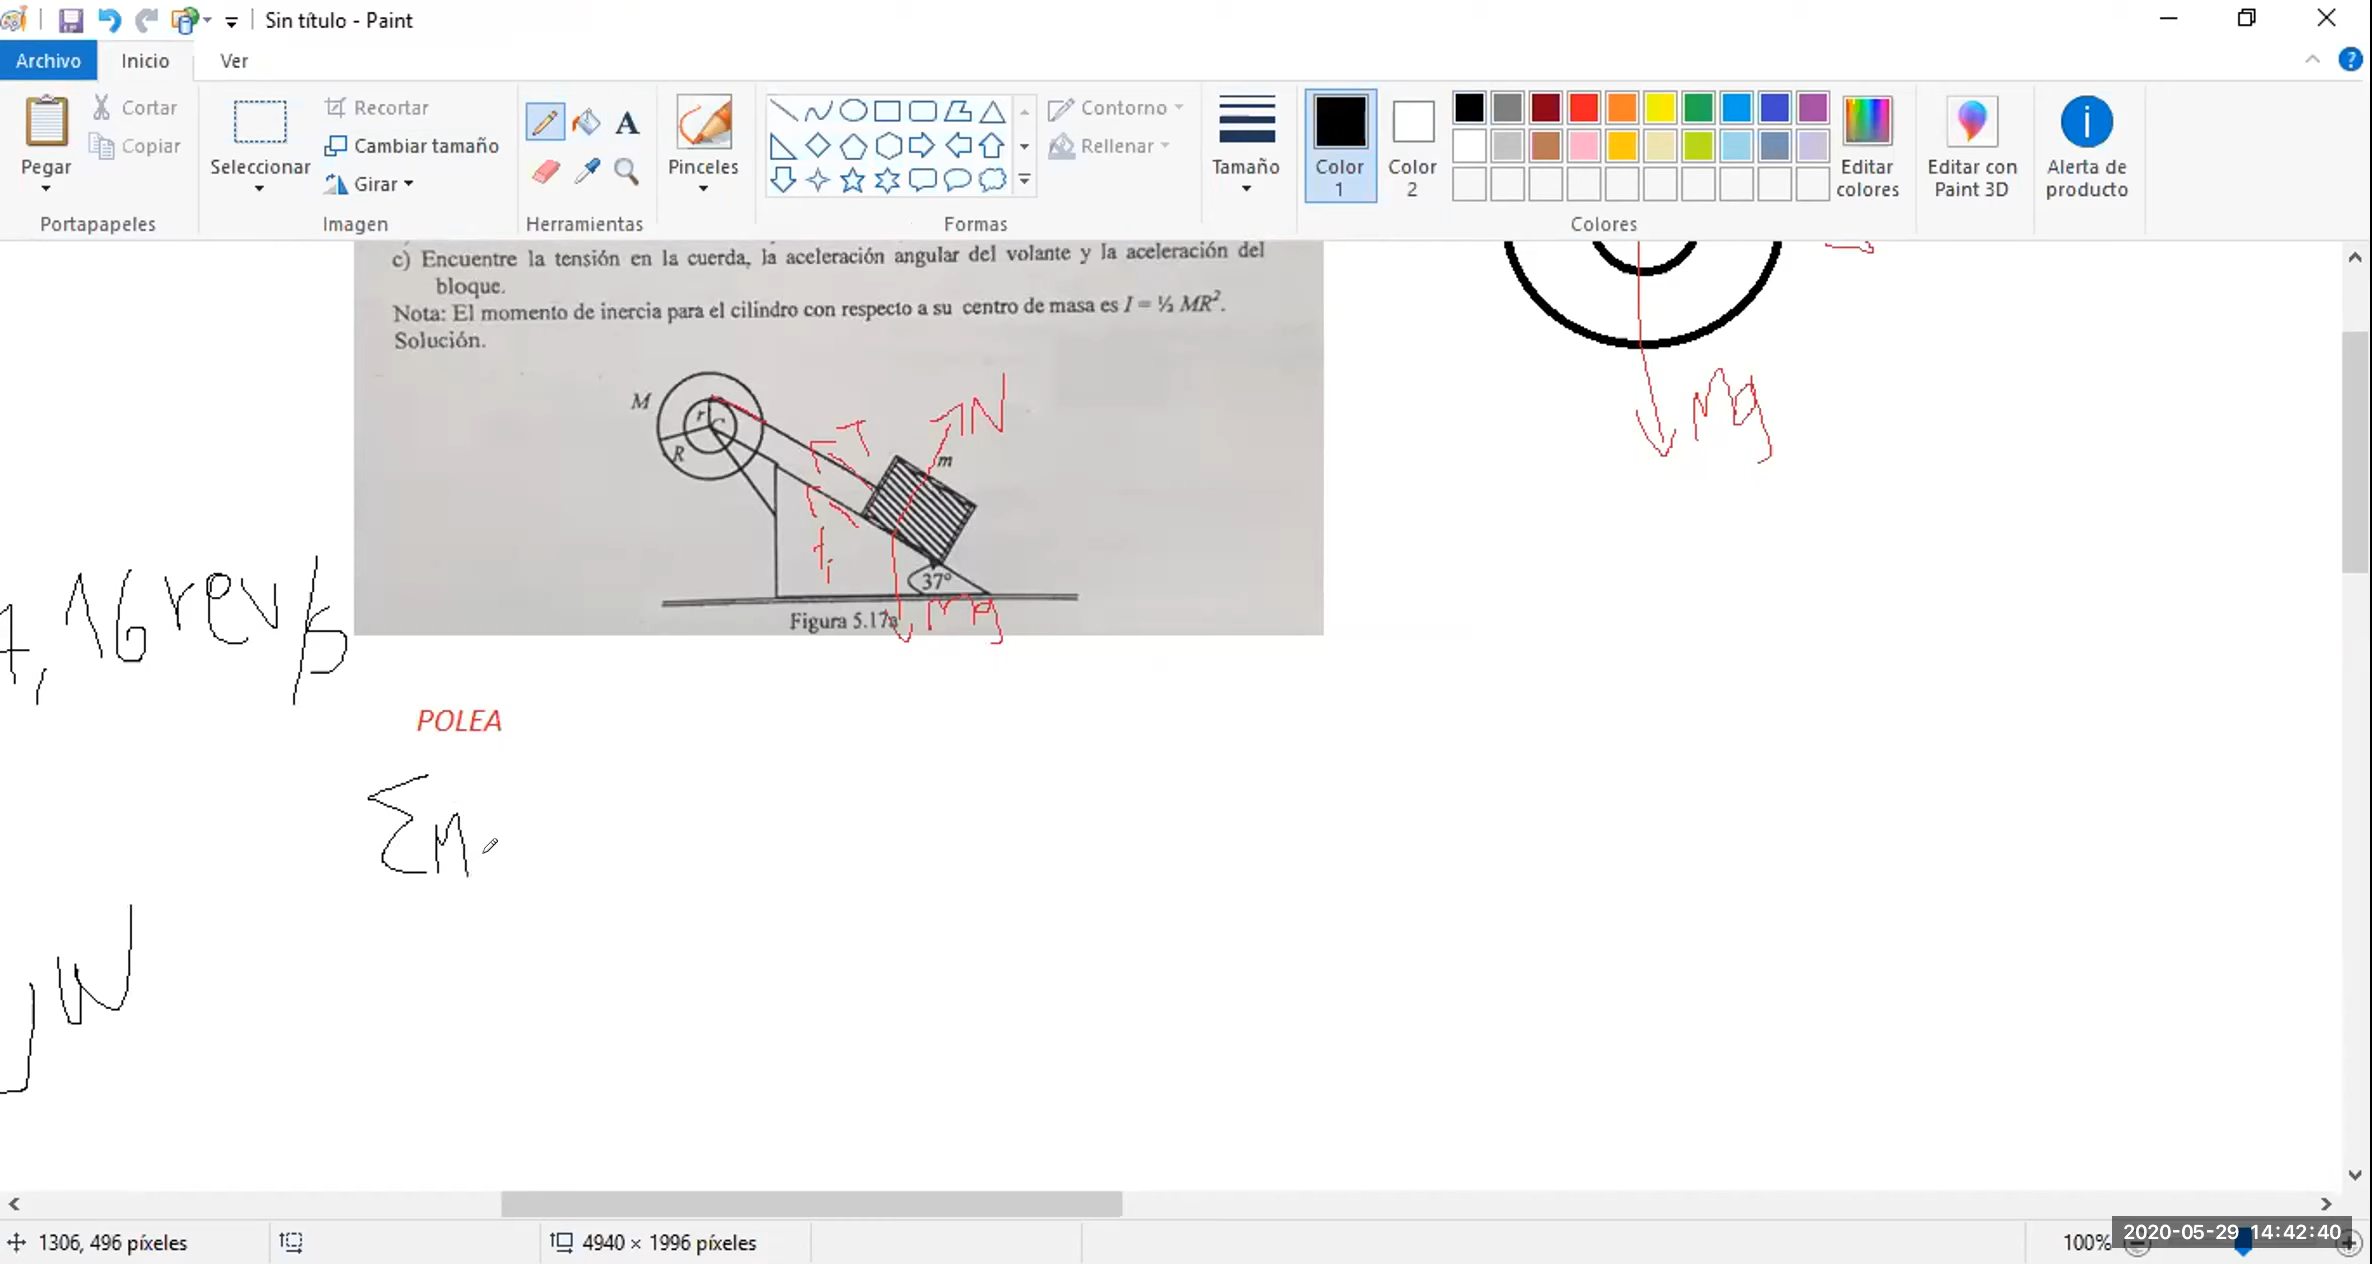 Sin título - Paint
Archivo Inicio Ver
Pegar
Cortar
Copiar
Portapapeles
Seleccionar
Recortar
Cambiar tamaño
Girar
Imagen
A
Herramientas
Pinceles
Contorno
Rellenar
Formas
Tamaño
Color 1
Color 2
Editar colores
Colores
Editar con Paint 3D
Alerta de producto
c) Encuentre la tensión en la cuerda, la aceleración angular del volante y la aceleración del
bloque.
Nota: El momento de inercia para el cilindro con respecto a su centro de masa es I = ½ MR².
Solución.
M
r
C
R
T
N
m
f
37°
Mg
Figura 5.17a
Mg
,16 rev/s
POLEA
ΣM
N
1306, 496 píxeles
4940 × 1996 píxeles
100%
2020-05-29 14:42:40